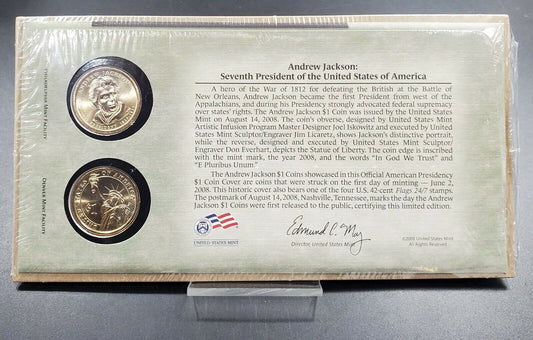 PHILADELPHIA MINT FACILITY
DENVER MINT FACILITY
ANDREW JACKSON
Andrew Jackson:
Seventh President of the United States of America
A hero of the War of 1812 for defeating the British at the Battle of
New Orleans, Andrew Jackson became the first President from west of the
Appalachians, and during his Presidency strongly advocated federal supremacy
over states' rights. The Andrew Jackson $1 Coin was issued by the United States
Mint on August 14, 2008. The coin's obverse, designed by United States Mint
Artistic Infusion Program Master Designer Joel Iskowitz and executed by United
States Mint Sculptor/Engraver Jim Licaretz, shows Jackson's distinctive portrait,
while the reverse, designed and executed by United States Mint Sculptor/
Engraver Don Everhart, depicts the Statue of Liberty. The coin edge is inscribed
with the mint mark, the year 2008, and the words "In God We Trust" and
"E Pluribus Unum."
The Andrew Jackson $1 Coins showcased in this Official American Presidency
$1 Coin Cover are coins that were struck on the first day of minting — June 2,
2008. This historic cover also bears one of the four U.S. 42-cent Flags 24/7 stamps.
The postmark of August 14, 2008, Nashville, Tennessee, marks the day the Andrew
Jackson $1 Coins were first released to the public, certifying this limited edition.
UNITED STATES MINT
Edmund C. Moy
Director, United States Mint
©2008 United States Mint
All Rights Reserved